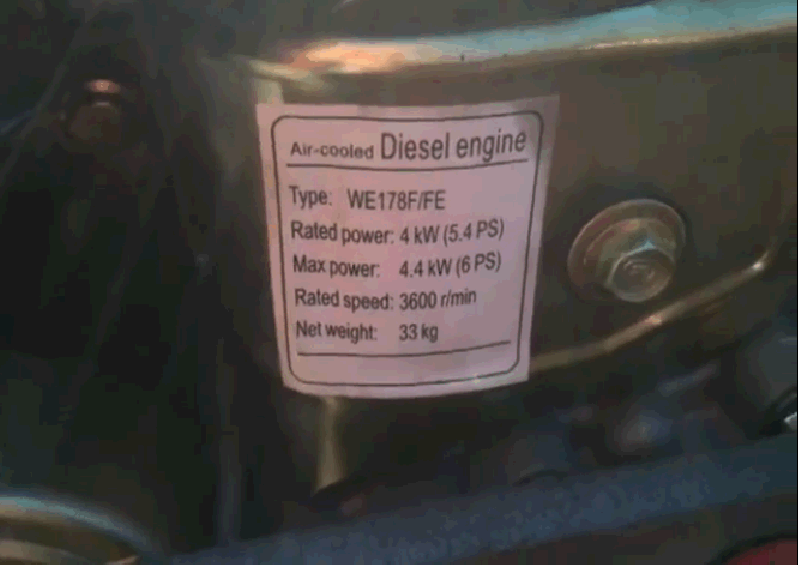 Air-cooled Diesel engine
Type: WE178F/FE
Rated power: 4 kW (5.4 PS)
Max power: 4.4 kW (6 PS)
Rated speed: 3600 r/min
Net weight: 33 kg